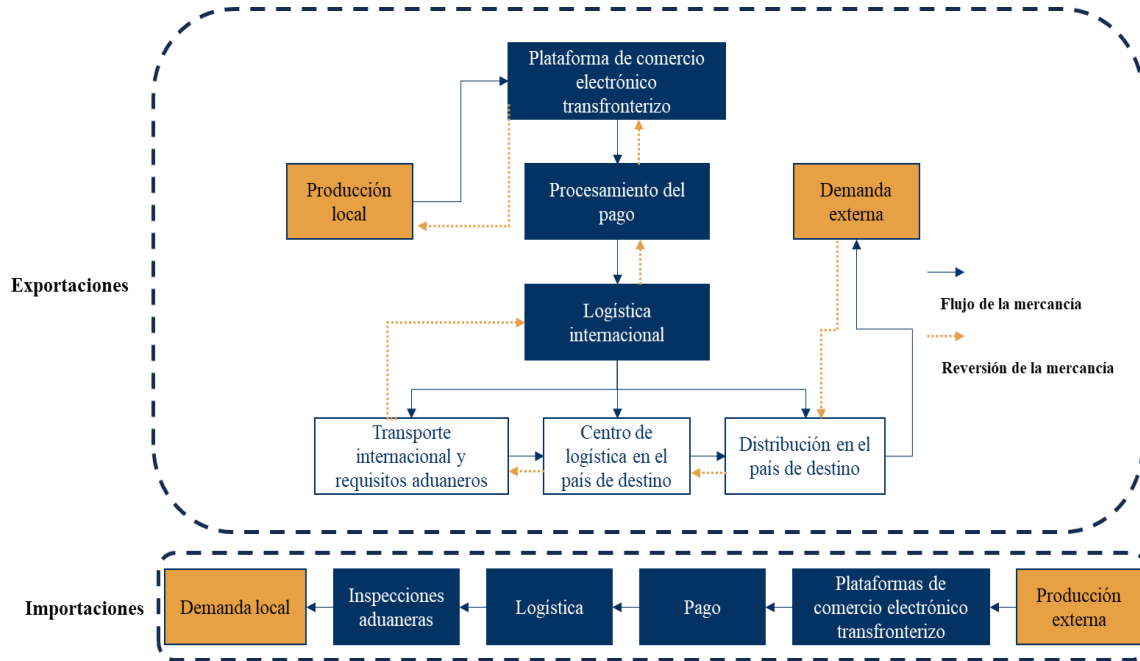 Plataforma de comercio
electrónico
transfronterizo
Producción
local
Procesamiento del
pago
Demanda
externa
Exportaciones
Flujo de la mercancía
Logística
internacional
Reversión de la mercancía
Transporte
internacional y
requisitos aduaneros
Centro de
logística en el
país de destino
Distribución en el
país de destino
Importaciones
Demanda local
Inspecciones
aduaneras
Logística
Pago
Plataformas de
comercio electrónico
transfronterizo
Producción
externa